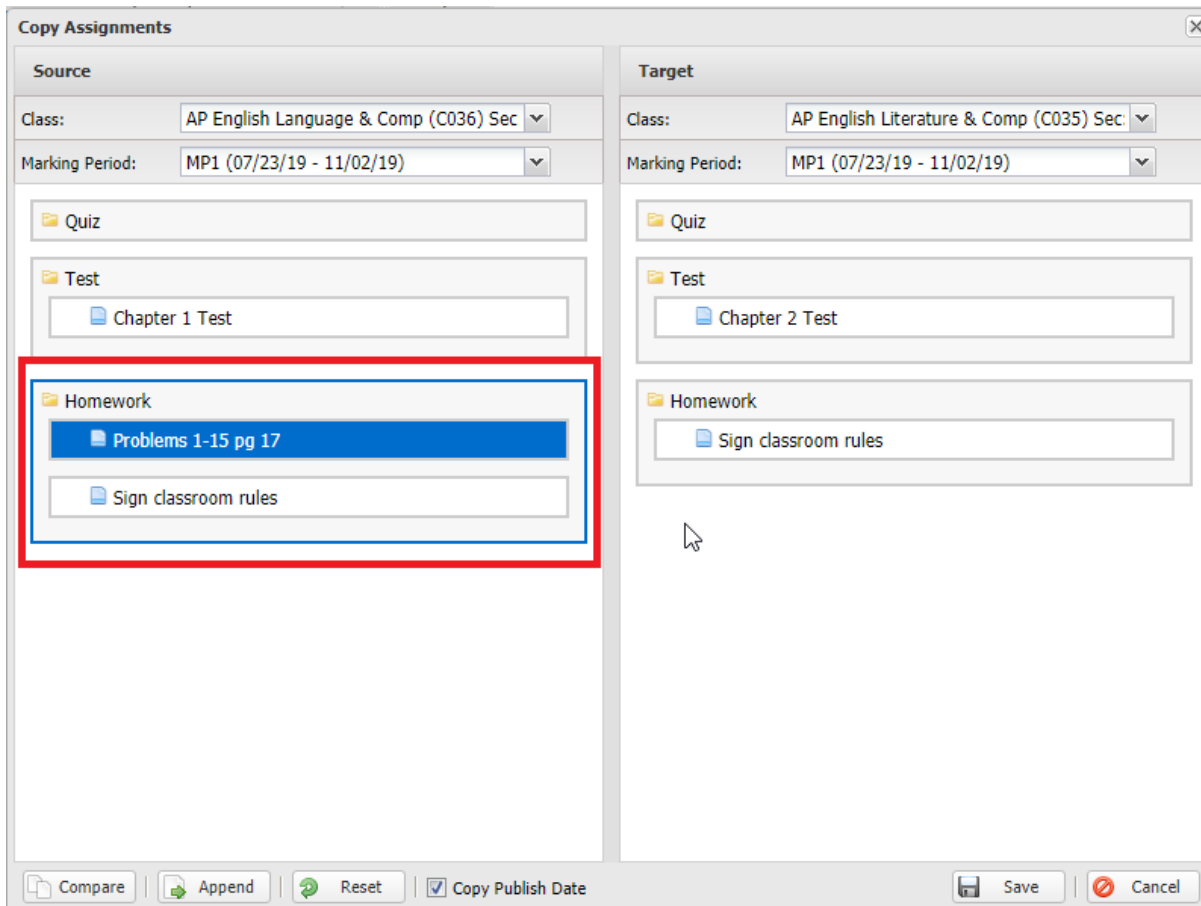 Copy Assignments
Source
Class: AP English Language & Comp (C036) Sec
Marking Period: MP1 (07/23/19 - 11/02/19)
Quiz
Test
Chapter 1 Test
Homework
Problems 1-15 pg 17
Sign classroom rules
Target
Class: AP English Literature & Comp (C035) Sec:
Marking Period: MP1 (07/23/19 - 11/02/19)
Quiz
Test
Chapter 2 Test
Homework
Sign classroom rules
Compare Append Reset Copy Publish Date Save Cancel